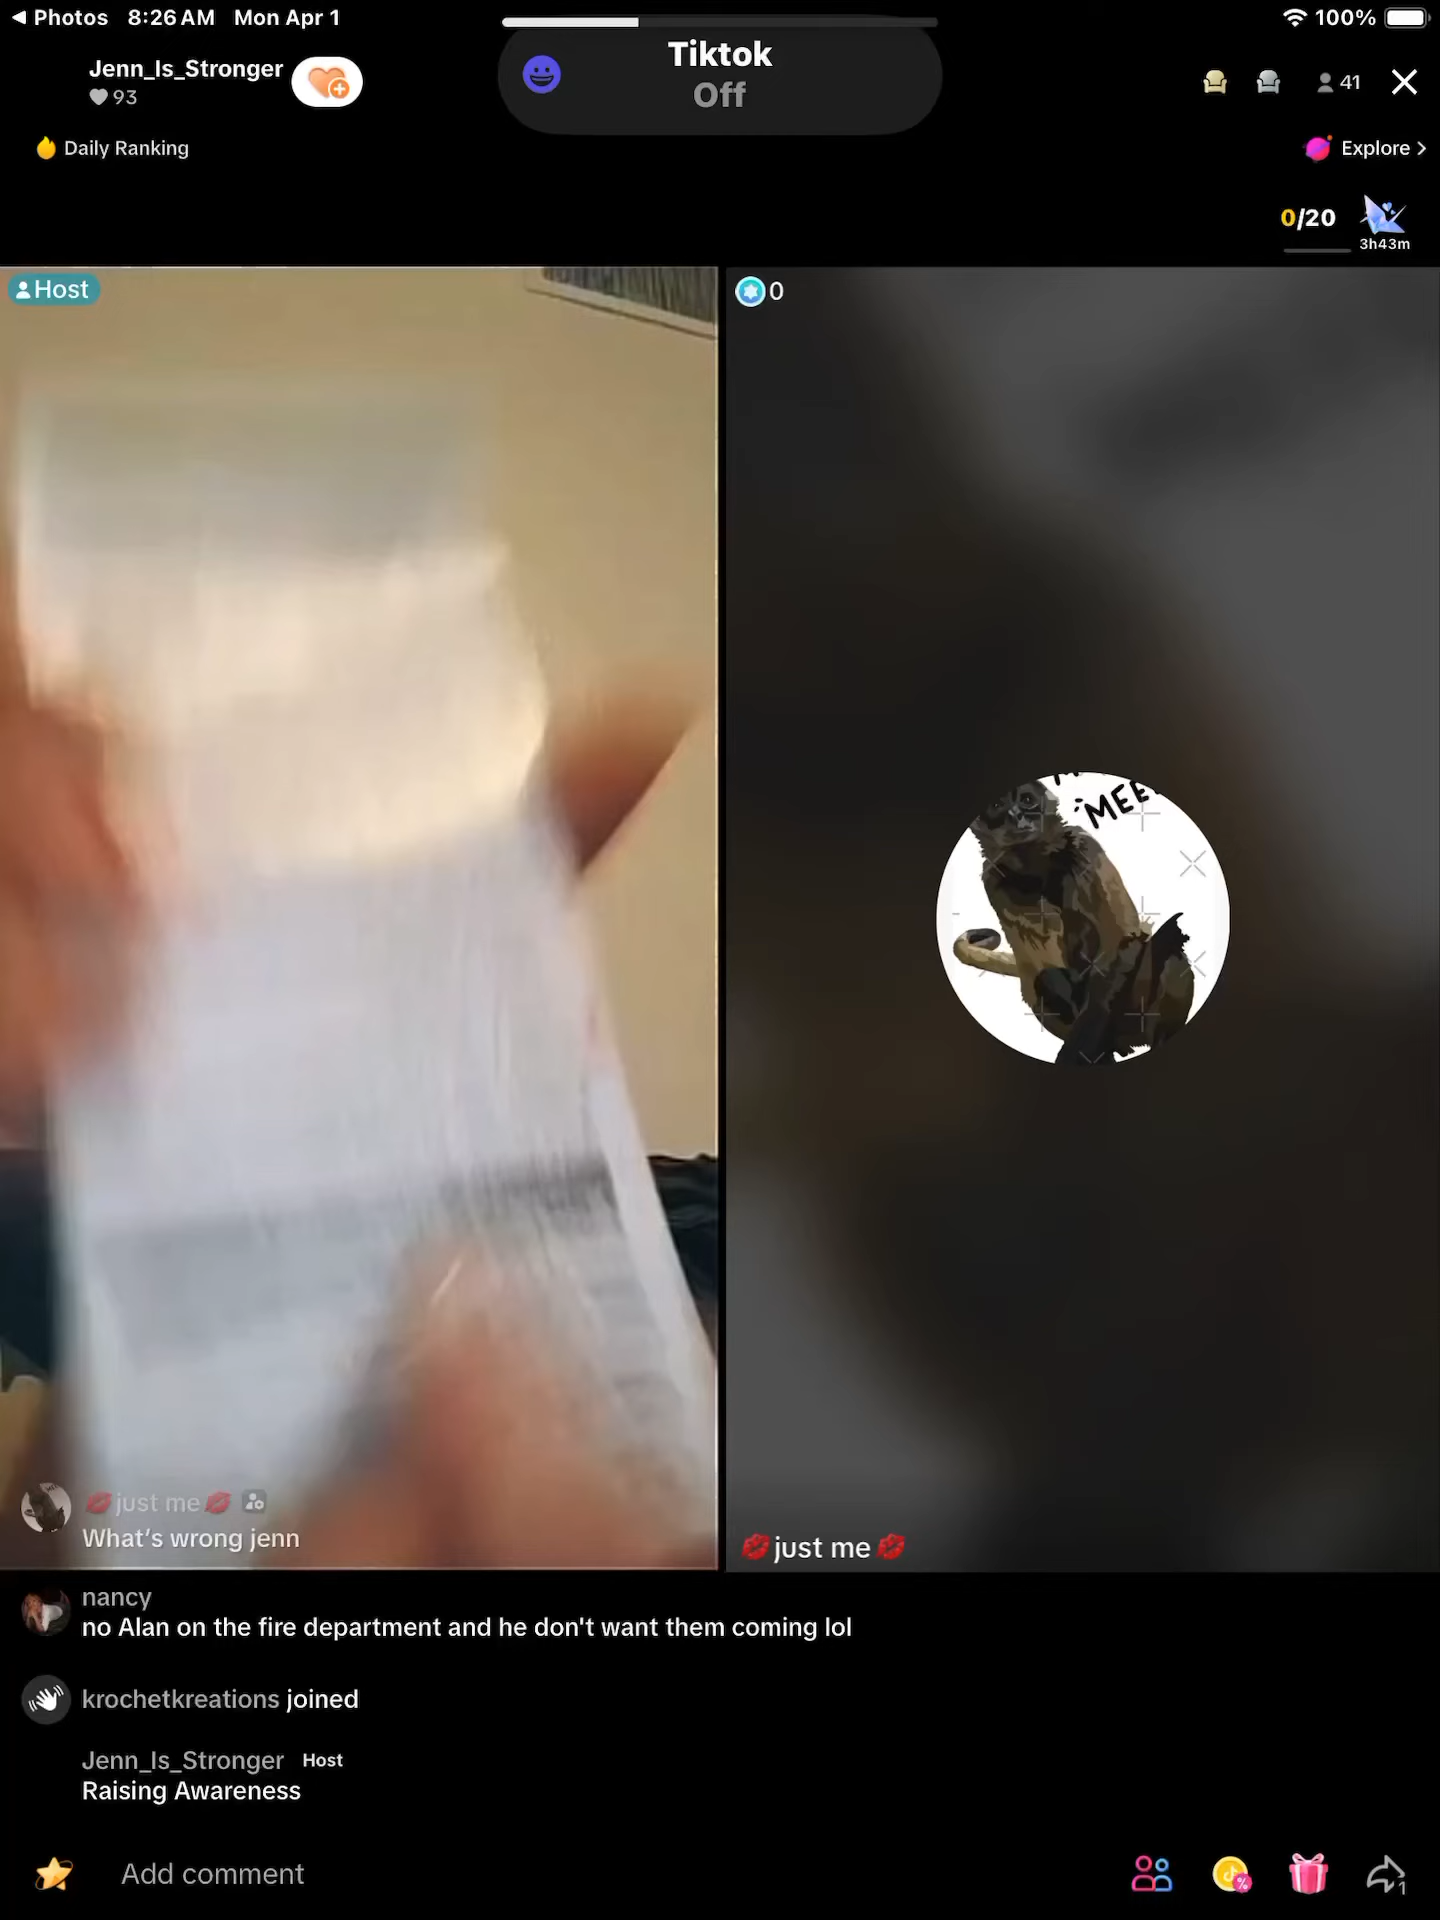 Photos 8:26 AM Mon Apr 1
100%
Tiktok
Off
Jenn_Is_Stronger
93
41
Daily Ranking
Explore
0/20
3h43m
Host
0
MEE
just me
What's wrong jenn
just me
nancy
no Alan on the fire department and he don't want them coming lol
krochetkreations joined
Jenn_Is_Stronger Host
Raising Awareness
Add comment
1